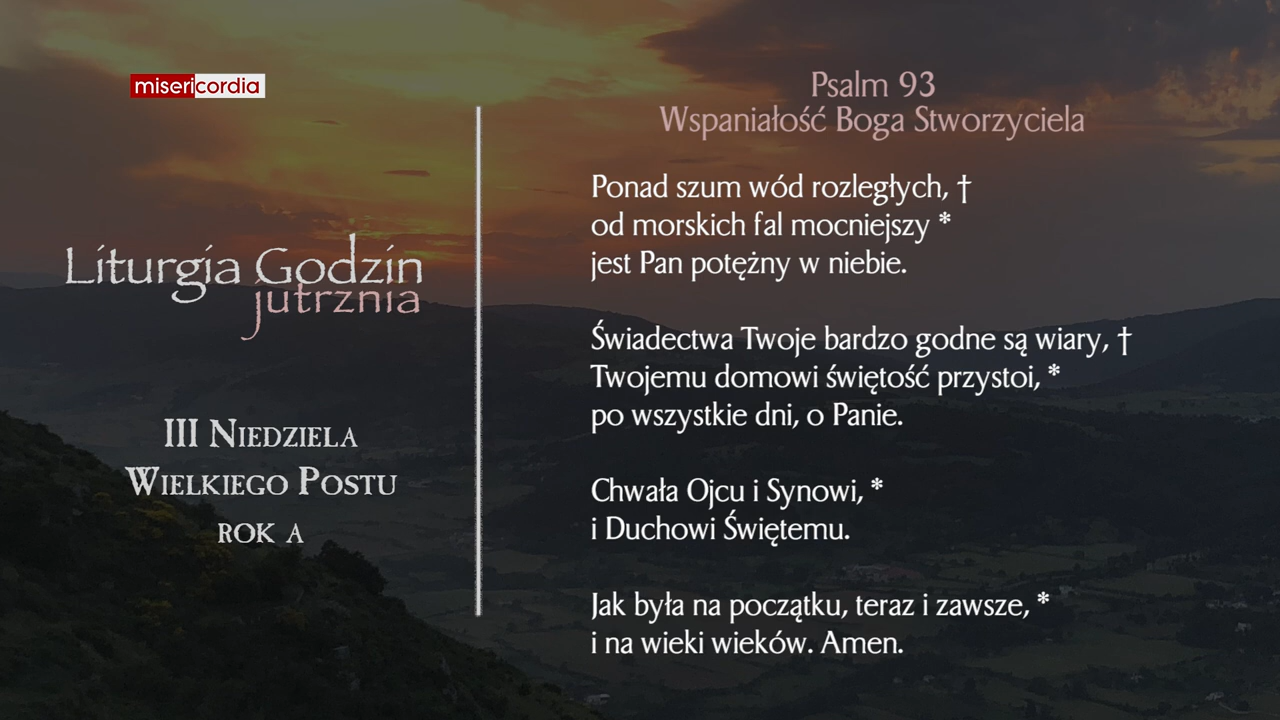 misericordia
Liturgia Godzin
jutrznia
III Niedziela
Wielkiego Postu
rok A
Psalm 93
Wspaniałość Boga Stworzyciela
Ponad szum wód rozległych, †
od morskich fal mocniejszy *
jest Pan potężny w niebie.
Świadectwa Twoje bardzo godne są wiary, †
Twojemu domowi świętość przystoi, *
po wszystkie dni, o Panie.
Chwała Ojcu i Synowi, *
i Duchowi Świętemu.
Jak była na początku, teraz i zawsze, *
i na wieki wieków. Amen.